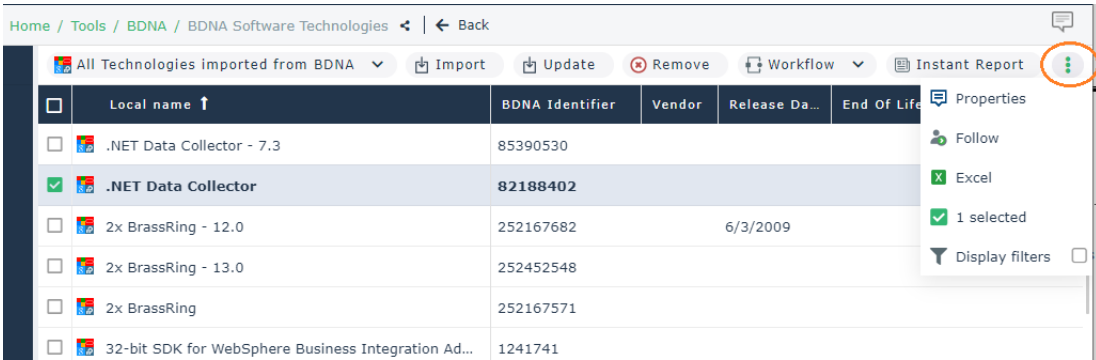 Home / Tools / BDNA / BDNA Software Technologies Back
All Technologies imported from BDNA Import Update Remove Workflow Instant Report
Local name BDNA Identifier Vendor Release Da... End Of Life
Properties
.NET Data Collector - 7.3 85390530
Follow
Excel
.NET Data Collector 82188402
1 selected
2x BrassRing - 12.0 252167682 6/3/2009
Display filters
2x BrassRing - 13.0 252452548
2x BrassRing 252167571
32-bit SDK for WebSphere Business Integration Ad... 1241741